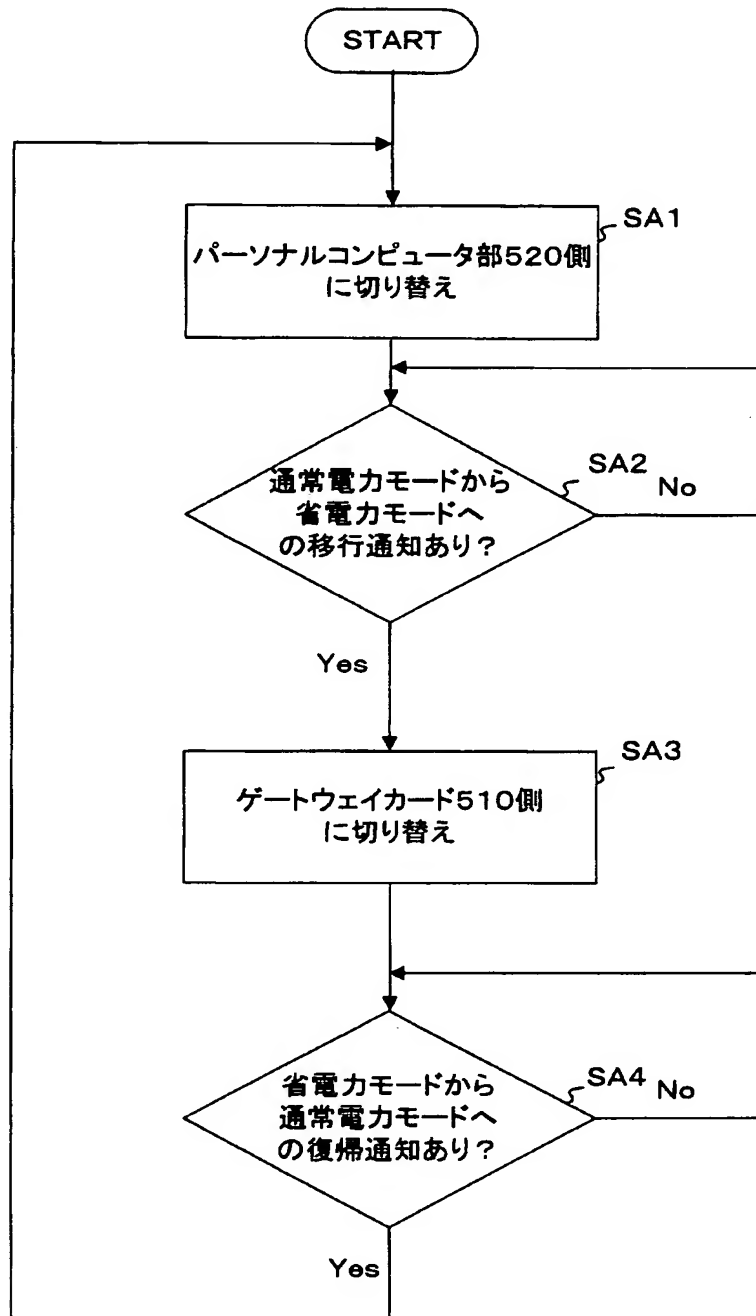 START
SA1
パーソナルコンピュータ部520側
に切り替え
SA2
No
通常電力モードから
省電力モードへ
の移行通知あり?
Yes
SA3
ゲートウェイカード510側
に切り替え
SA4
No
省電力モードから
通常電力モードへ
の復帰通知あり?
Yes